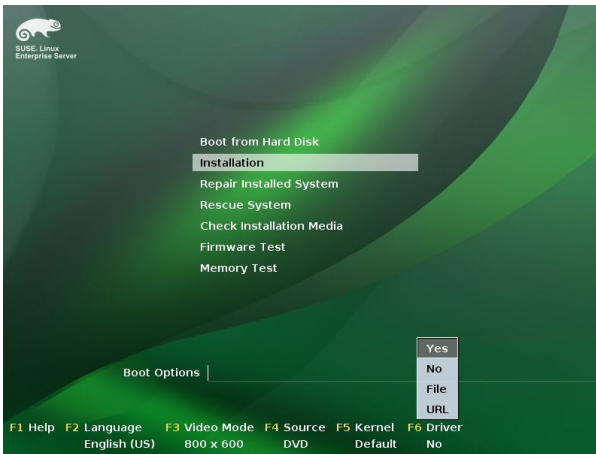 SUSE. Linux
Enterprise Server
Boot from Hard Disk
Installation
Repair Installed System
Rescue System
Check Installation Media
Firmware Test
Memory Test
Boot Options
Yes
No
File
URL
F1 Help F2 Language F3 Video Mode F4 Source F5 Kernel F6 Driver
English (US) 800 x 600 DVD Default No